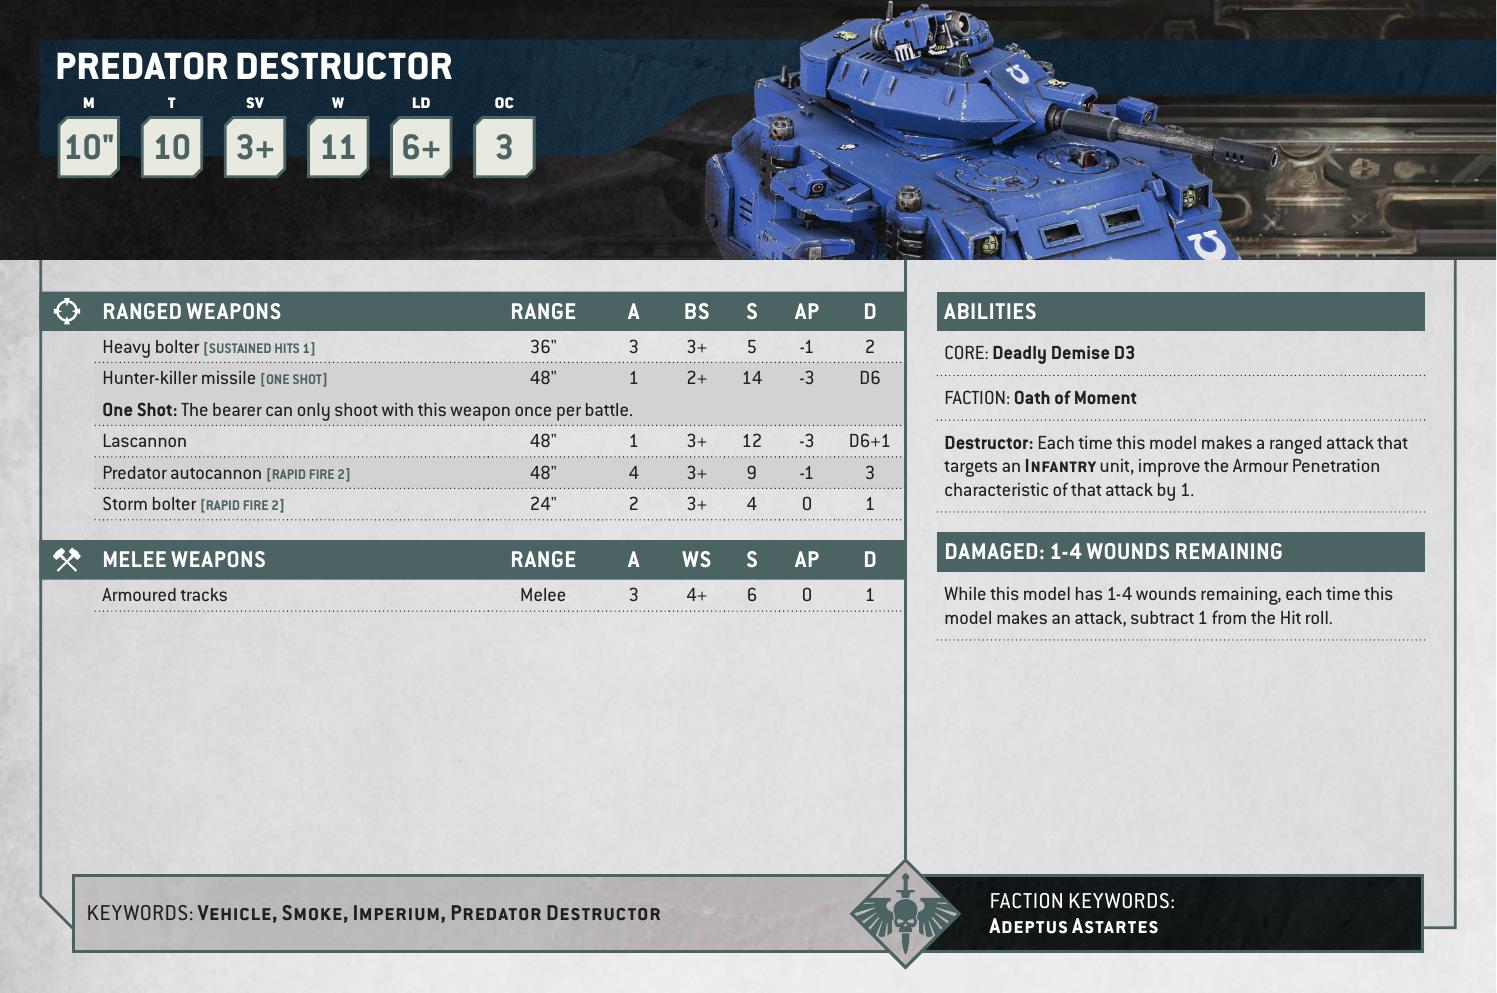 PREDATOR DESTRUCTOR
M T SV W LD OC
10" 10 3+ 11 6+ 3
RANGED WEAPONS RANGE A BS S AP D
Heavy bolter [SUSTAINED HITS 1] 36" 3 3+ 5 -1 2
Hunter-killer missile [ONE SHOT] 48" 1 2+ 14 -3 D6
One Shot: The bearer can only shoot with this weapon once per battle.
Lascannon 48" 1 3+ 12 -3 D6+1
Predator autocannon [RAPID FIRE 2] 48" 4 3+ 9 -1 3
Storm bolter [RAPID FIRE 2] 24" 2 3+ 4 0 1
MELEE WEAPONS RANGE A WS S AP D
Armoured tracks Melee 3 4+ 6 0 1
ABILITIES
CORE: Deadly Demise D3
FACTION: Oath of Moment
Destructor: Each time this model makes a ranged attack that
targets an INFANTRY unit, improve the Armour Penetration
characteristic of that attack by 1.
DAMAGED: 1-4 WOUNDS REMAINING
While this model has 1-4 wounds remaining, each time this
model makes an attack, subtract 1 from the Hit roll.
KEYWORDS: VEHICLE, SMOKE, IMPERIUM, PREDATOR DESTRUCTOR
FACTION KEYWORDS:
ADEPTUS ASTARTES